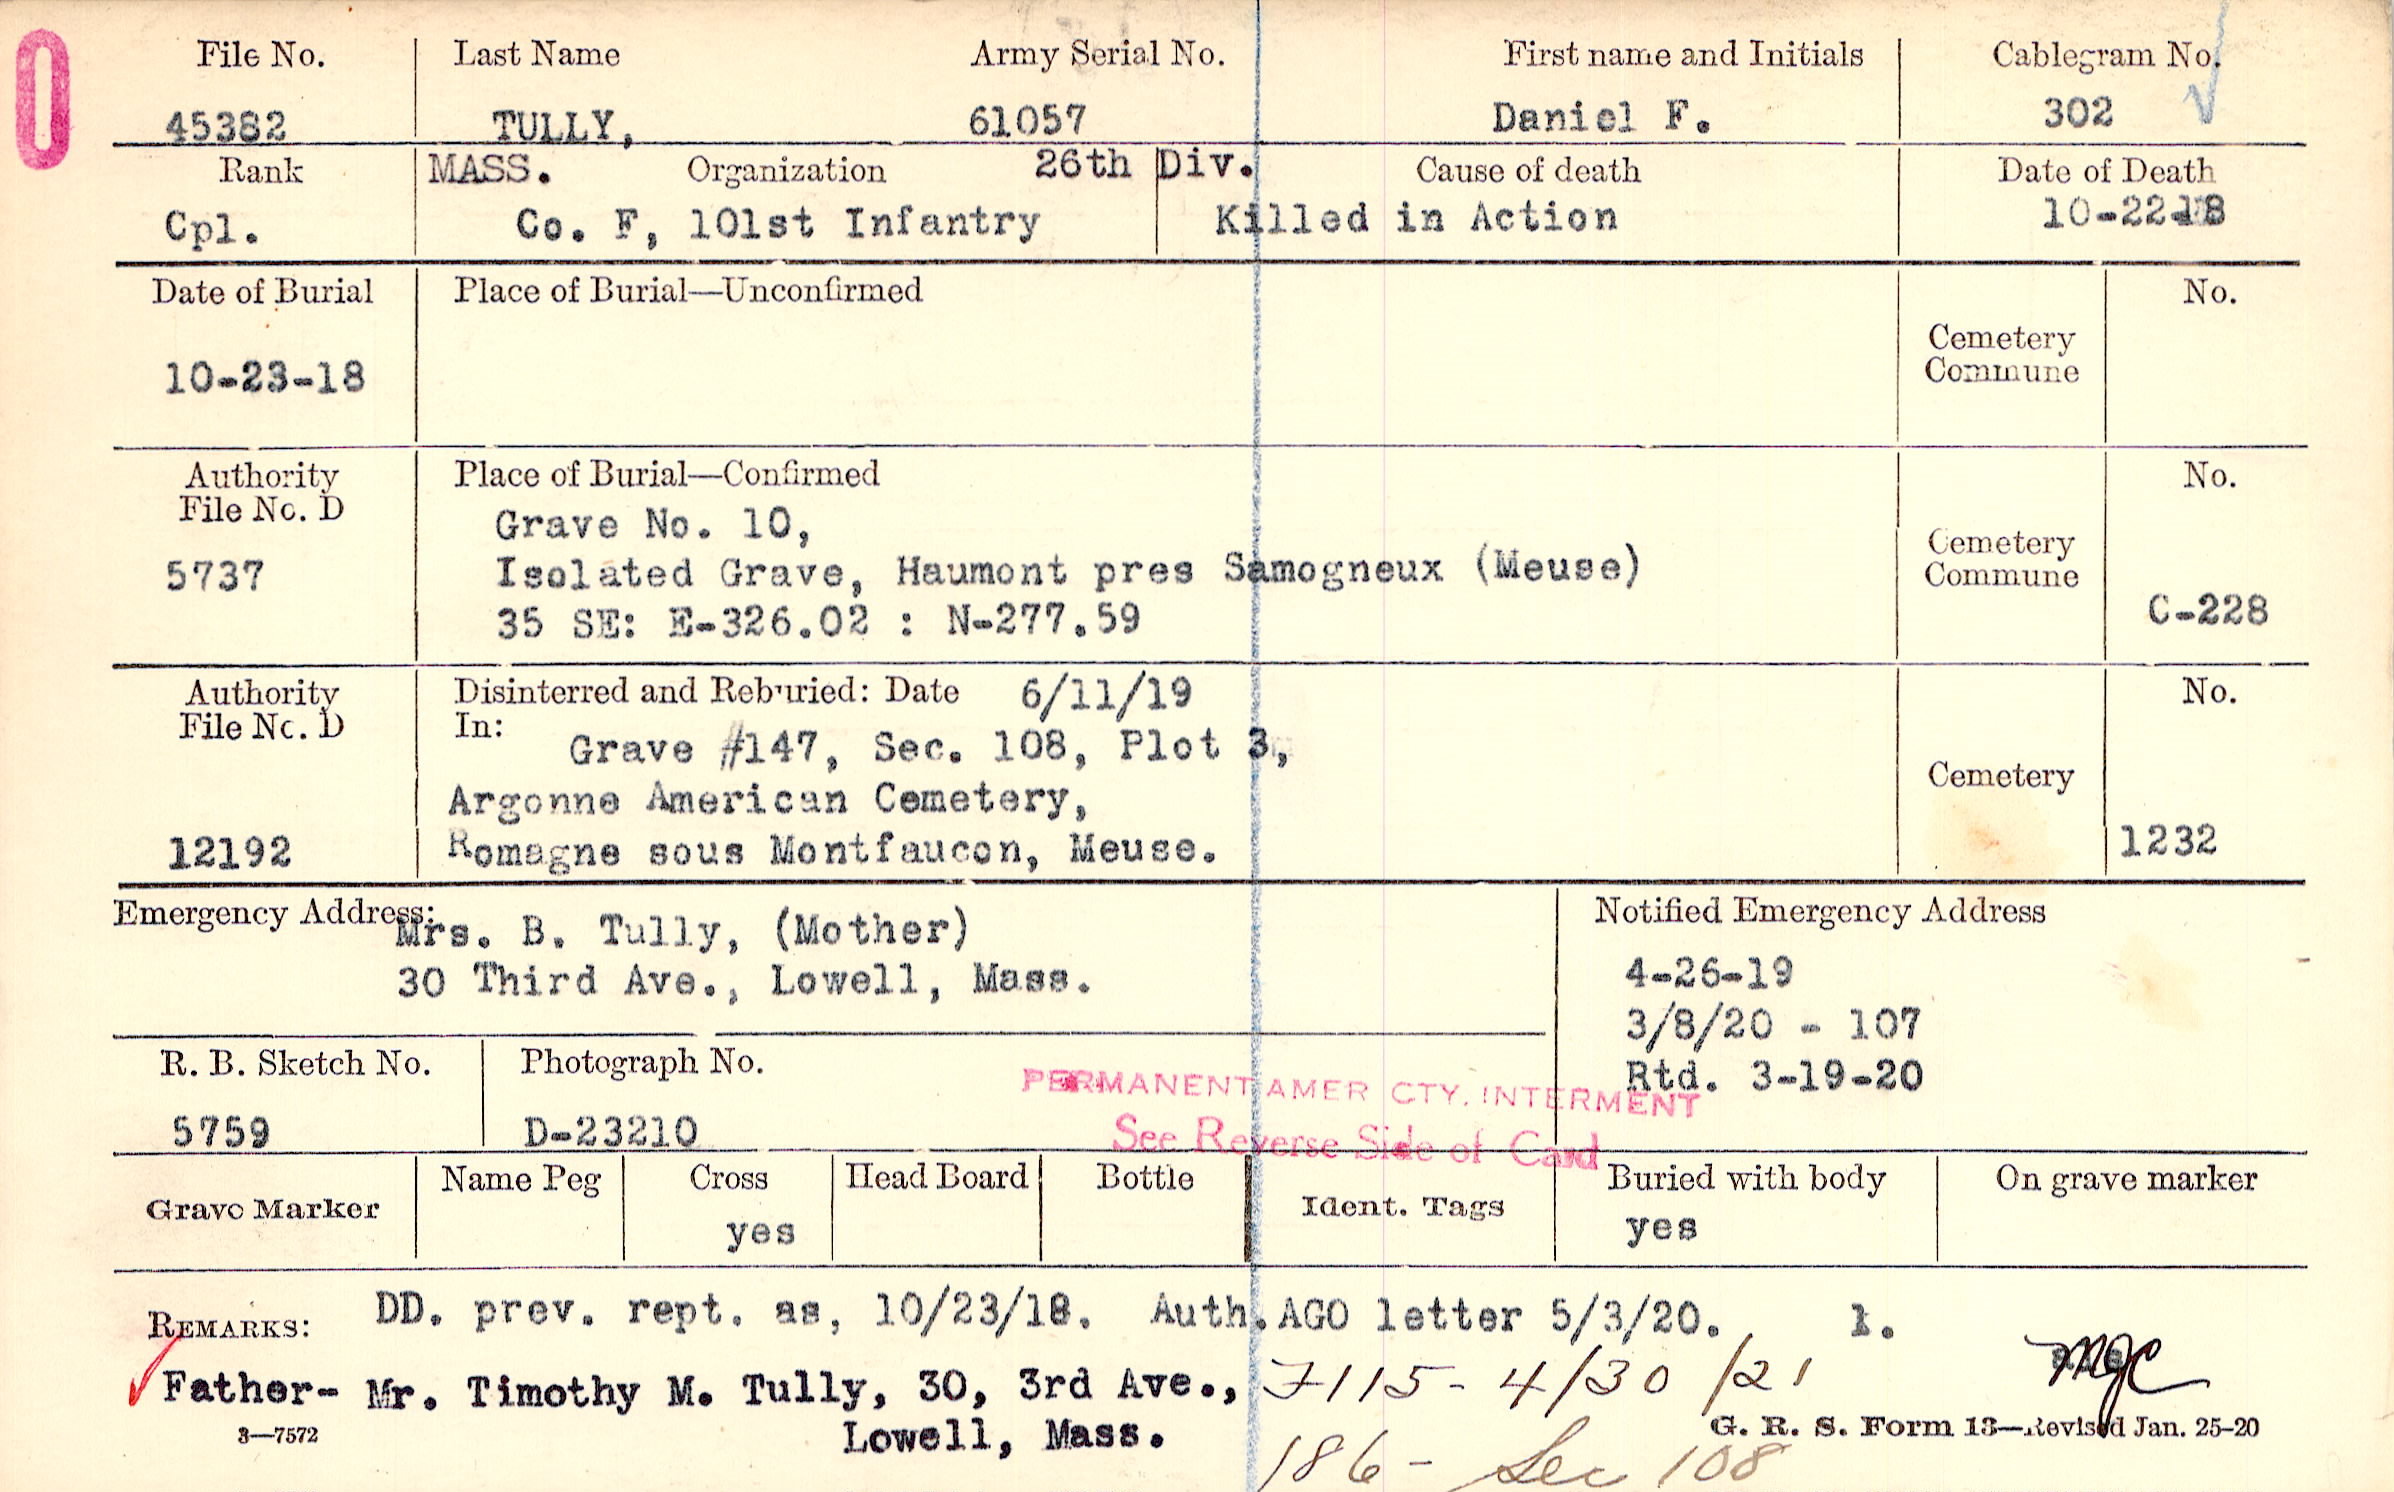 0
File No. Last Name Army Serial No. First name and Initials Cablegram No.
45382 TULLY, 61057 Daniel F. 302
Rank MASS. Organization 26th Div. Cause of death Date of Death
Cpl. Co. F, 101st Infantry Killed in Action 10-22-18
Date of Burial Place of Burial—Unconfirmed No.
10-23-18 Cemetery
Commune
Authority Place of Burial—Confirmed No.
File No. D
Grave No. 10,
5737 Isolated Grave, Haumont pres Samogneux (Meuse) Cemetery
Commune
35 SE: E-326.02 : N-277.59 C-228
Authority Disinterred and Reburied: Date 6/11/19 No.
File No. D In:
Grave #147, Sec. 108, Plot 3,
Argonne American Cemetery, Cemetery
12192 Romagne sous Montfaucon, Meuse. 1232
Emergency Address: Notified Emergency Address
Mrs. B. Tully, (Mother)
30 Third Ave., Lowell, Mass. 4-26-19
3/8/20 - 107
R. B. Sketch No. Photograph No. Rtd. 3-19-20
PERMANENT AMER CTY. INTERMENT
5759 D-23210 See Reverse Side of Card
Grave Marker Name Peg Cross Head Board Bottle Ident. Tags Buried with body On grave marker
yes yes
REMARKS: DD. prev. rept. as, 10/23/18. Auth. AGO letter 5/3/20. 1.
Father- Mr. Timothy M. Tully, 30, 3rd Ave., 7115- 4/30/21 mgc
3—7572 Lowell, Mass. G. R. S. Form 13—Revised Jan. 25-20
186 - Sec 108